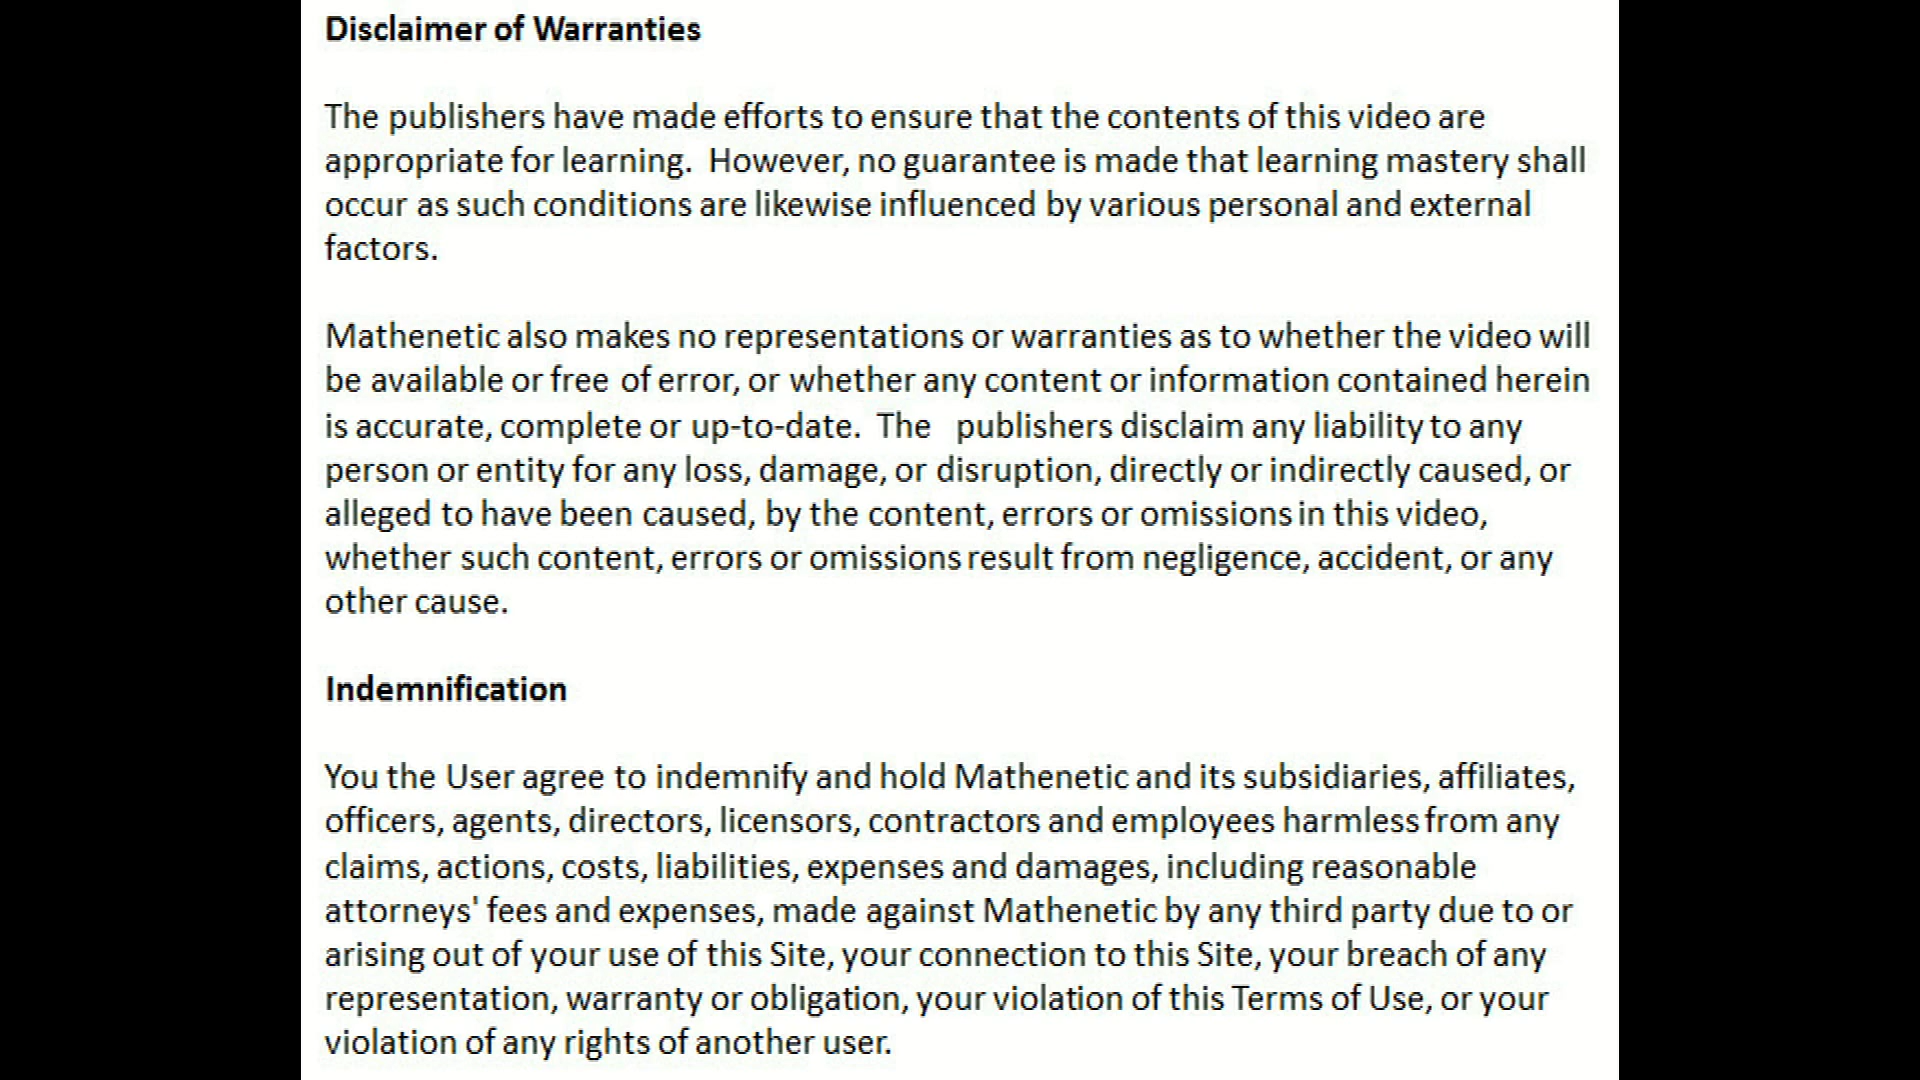 Disclaimer of Warranties
The publishers have made efforts to ensure that the contents of this video are
appropriate for learning.  However, no guarantee is made that learning mastery shall
occur as such conditions are likewise influenced by various personal and external
factors.
Mathenetic also makes no representations or warranties as to whether the video will
be available or free of error, or whether any content or information contained herein
is accurate, complete or up-to-date.  The   publishers disclaim any liability to any
person or entity for any loss, damage, or disruption, directly or indirectly caused, or
alleged to have been caused, by the content, errors or omissions in this video,
whether such content, errors or omissions result from negligence, accident, or any
other cause.
Indemnification
You the User agree to indemnify and hold Mathenetic and its subsidiaries, affiliates,
officers, agents, directors, licensors, contractors and employees harmless from any
claims, actions, costs, liabilities, expenses and damages, including reasonable
attorneys' fees and expenses, made against Mathenetic by any third party due to or
arising out of your use of this Site, your connection to this Site, your breach of any
representation, warranty or obligation, your violation of this Terms of Use, or your
violation of any rights of another user.